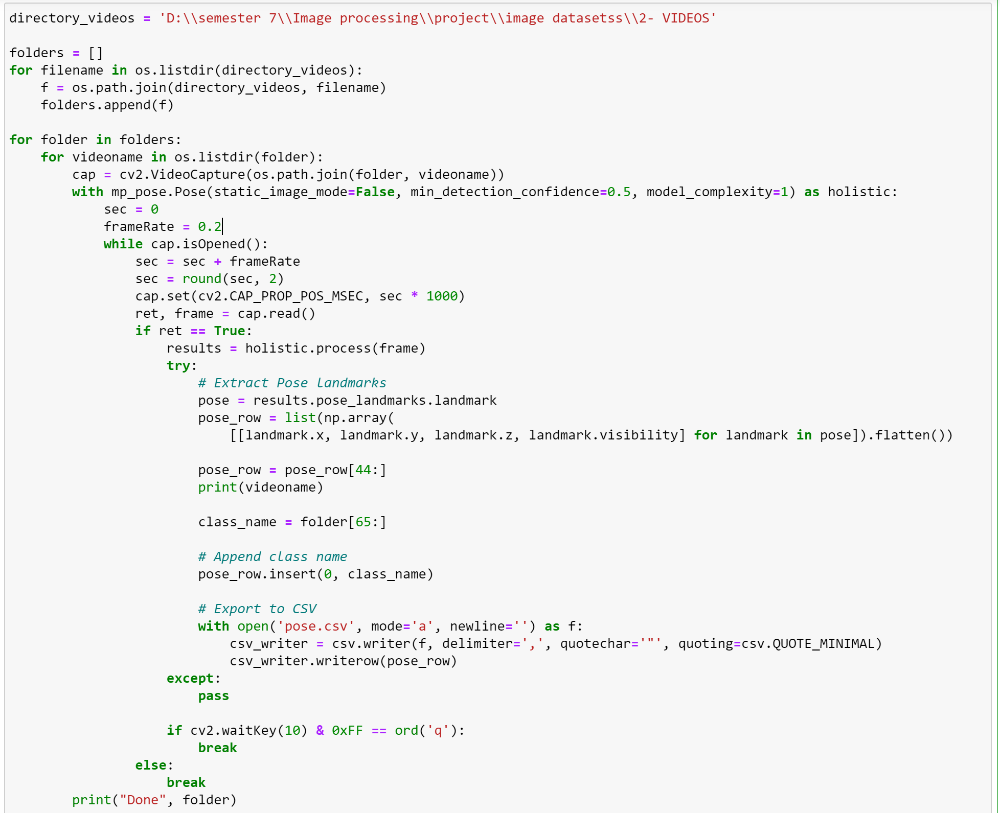 directory_videos = 'D:\\semester 7\\Image processing\\project\\image datasetss\\2- VIDEOS'

folders = []
for filename in os.listdir(directory_videos):
    f = os.path.join(directory_videos, filename)
    folders.append(f)

for folder in folders:
    for videoname in os.listdir(folder):
        cap = cv2.VideoCapture(os.path.join(folder, videoname))
        with mp_pose.Pose(static_image_mode=False, min_detection_confidence=0.5, model_complexity=1) as holistic:
            sec = 0
            frameRate = 0.2
            while cap.isOpened():
                sec = sec + frameRate
                sec = round(sec, 2)
                cap.set(cv2.CAP_PROP_POS_MSEC, sec * 1000)
                ret, frame = cap.read()
                if ret == True:
                    results = holistic.process(frame)
                    try:
                        # Extract Pose landmarks
                        pose = results.pose_landmarks.landmark
                        pose_row = list(np.array(
                            [[landmark.x, landmark.y, landmark.z, landmark.visibility] for landmark in pose]).flatten())

                        pose_row = pose_row[44:]
                        print(videoname)

                        class_name = folder[65:]

                        # Append class name
                        pose_row.insert(0, class_name)

                        # Export to CSV
                        with open('pose.csv', mode='a', newline='') as f:
                            csv_writer = csv.writer(f, delimiter=',', quotechar='"', quoting=csv.QUOTE_MINIMAL)
                            csv_writer.writerow(pose_row)
                    except:
                        pass

                    if cv2.waitKey(10) & 0xFF == ord('q'):
                        break
                else:
                    break
        print("Done", folder)